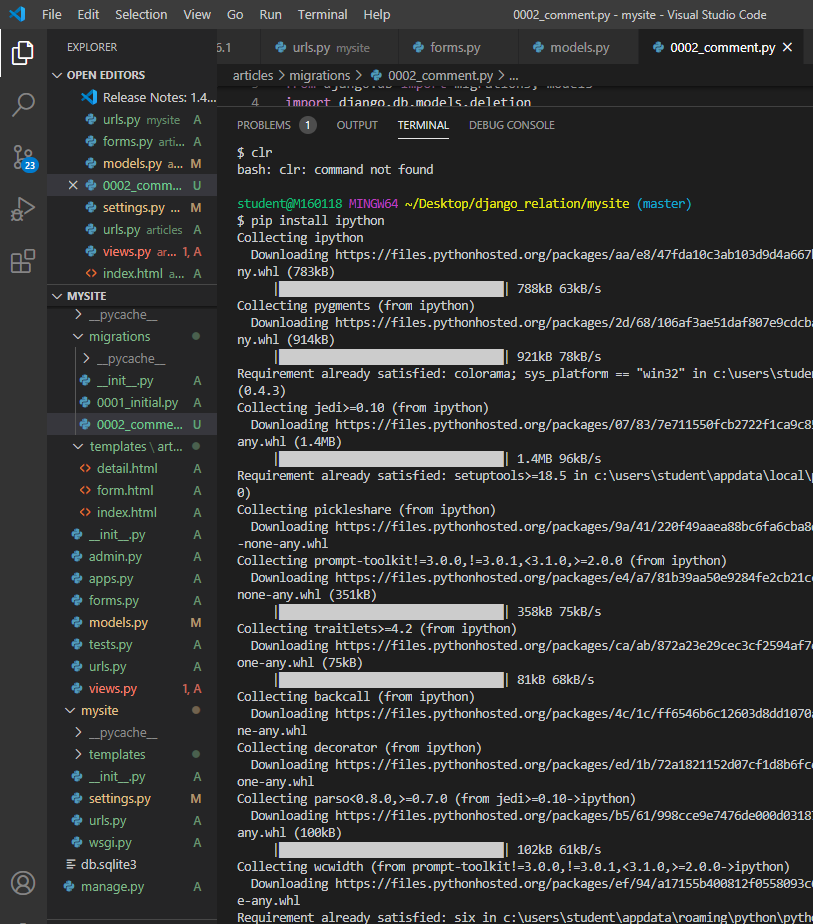 File Edit Selection View Go Run Terminal Help 0002_comment.py - mysite - Visual Studio Code
EXPLORER
OPEN EDITORS
Release Notes: 1.4...
urls.py mysite A
forms.py arti... A
models.py a... M
0002_comm... U
settings.py ... M
urls.py articles A
views.py ar... 1, A
index.html a... A
MYSITE
__pycache__
migrations
__pycache__
__init__.py A
0001_initial.py A
0002_comme... U
templates \ art...
detail.html A
form.html A
index.html A
__init__.py A
admin.py A
apps.py A
forms.py A
models.py M
tests.py A
urls.py A
views.py 1, A
mysite
__pycache__
templates
__init__.py A
settings.py M
urls.py A
wsgi.py A
db.sqlite3
manage.py A
23
6.1 urls.py mysite forms.py models.py 0002_comment.py
articles > migrations > 0002_comment.py > ...
from django.db import migrations, models
4 import django.db.models.deletion
PROBLEMS 1 OUTPUT TERMINAL DEBUG CONSOLE
$ clr
bash: clr: command not found
student@M160118 MINGW64 ~/Desktop/django_relation/mysite (master)
$ pip install ipython
Collecting ipython
Downloading https://files.pythonhosted.org/packages/aa/e8/47fda10c3ab103d9d4a667
ny.whl (783kB)
788kB 63kB/s
Collecting pygments (from ipython)
Downloading https://files.pythonhosted.org/packages/2d/68/106af3ae51daf807e9cdcb
ny.whl (914kB)
921kB 78kB/s
Requirement already satisfied: colorama; sys_platform == "win32" in c:\users\stude
(0.4.3)
Collecting jedi>=0.10 (from ipython)
Downloading https://files.pythonhosted.org/packages/07/83/7e711550fcb2722f1ca9c8
any.whl (1.4MB)
1.4MB 96kB/s
Requirement already satisfied: setuptools>=18.5 in c:\users\student\appdata\local\
0)
Collecting pickleshare (from ipython)
Downloading https://files.pythonhosted.org/packages/9a/41/220f49aaea88bc6fa6cba8
-none-any.whl
Collecting prompt-toolkit!=3.0.0,!=3.0.1,<3.1.0,>=2.0.0 (from ipython)
Downloading https://files.pythonhosted.org/packages/e4/a7/81b39aa50e9284fe2cb21c
none-any.whl (351kB)
358kB 75kB/s
Collecting traitlets>=4.2 (from ipython)
Downloading https://files.pythonhosted.org/packages/ca/ab/872a23e29cec3cf2594af7
one-any.whl (75kB)
81kB 68kB/s
Collecting backcall (from ipython)
Downloading https://files.pythonhosted.org/packages/4c/1c/ff6546b6c12603d8dd1070
ne-any.whl
Collecting decorator (from ipython)
Downloading https://files.pythonhosted.org/packages/ed/1b/72a1821152d07cf1d8b6fc
one-any.whl
Collecting parso<0.8.0,>=0.7.0 (from jedi>=0.10->ipython)
Downloading https://files.pythonhosted.org/packages/b5/61/998cce9e7476de000d0318
any.whl (100kB)
102kB 61kB/s
Collecting wcwidth (from prompt-toolkit!=3.0.0,!=3.0.1,<3.1.0,>=2.0.0->ipython)
Downloading https://files.pythonhosted.org/packages/ef/94/a17155b400812f0558093c
e-any.whl
Requirement already satisfied: six in c:\users\student\appdata\roaming\python\pyth